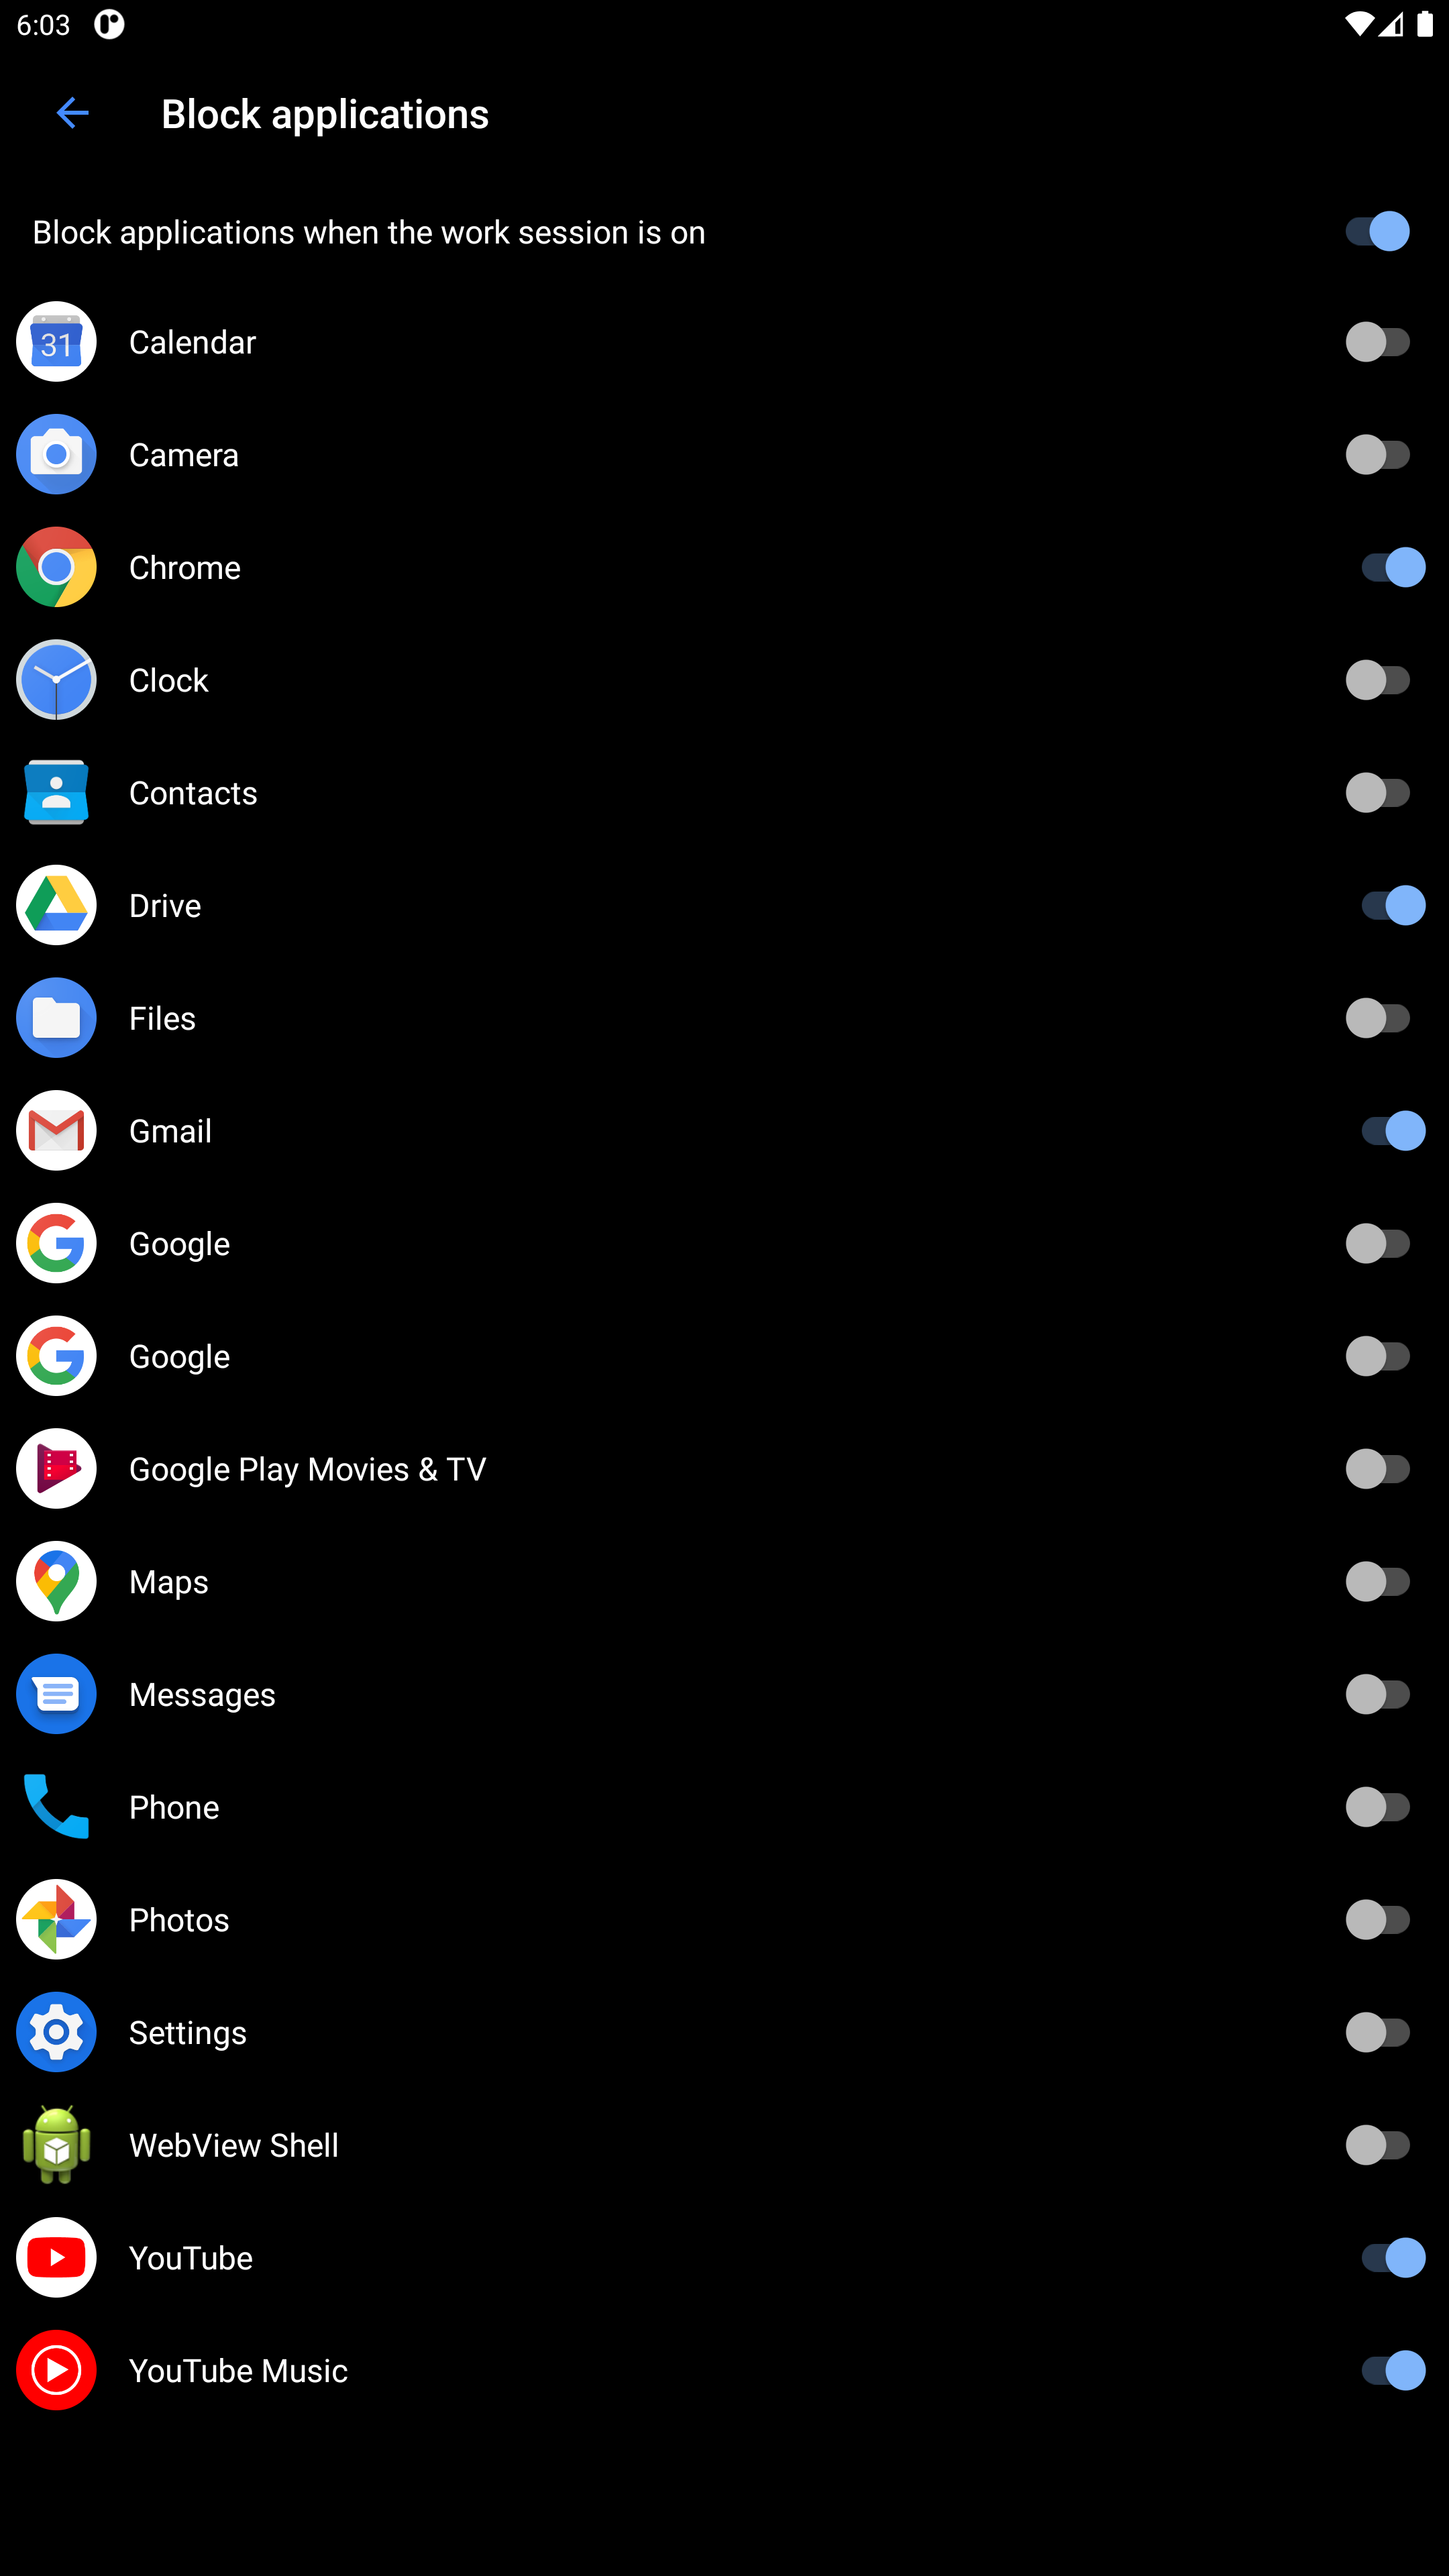 6:03
Block applications
Block applications when the work session is on
31
Calendar
Camera
Chrome
Clock
Contacts
Drive
Files
Gmail
Google
Google
Google Play Movies & TV
Maps
Messages
Phone
Photos
Settings
WebView Shell
YouTube
YouTube Music